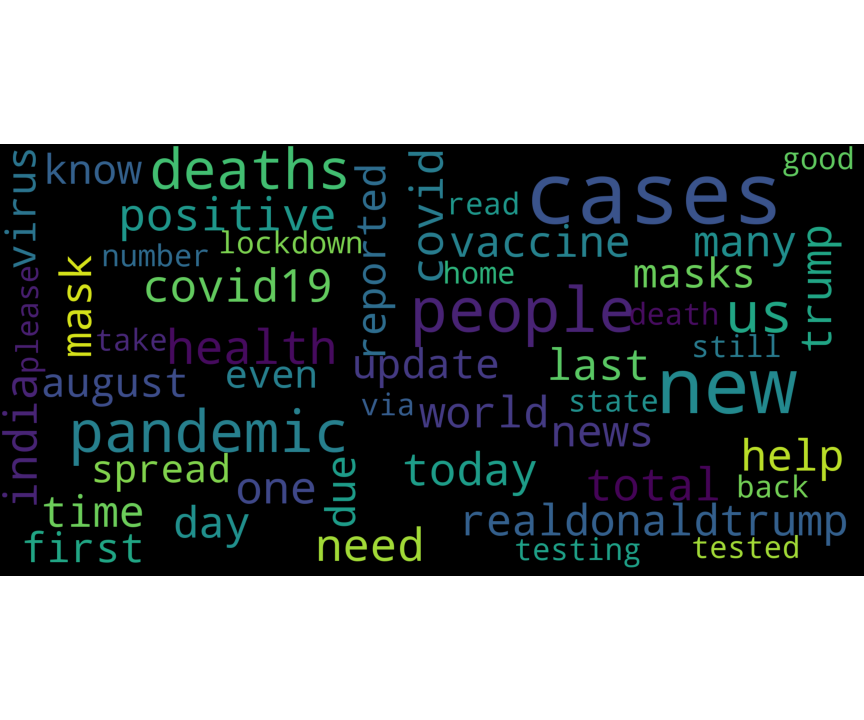 virus
know
deaths
reported
covid
good
cases
read
positive
lockdown
number
vaccine
many
trump
mask
please
covid19
home
masks
people
death
us
take
health
still
india
august
even
update
last
new
via
world
state
pandemic
news
spread
one
due
today
help
total
back
time
day
realdonaldtrump
first
need
testing
tested